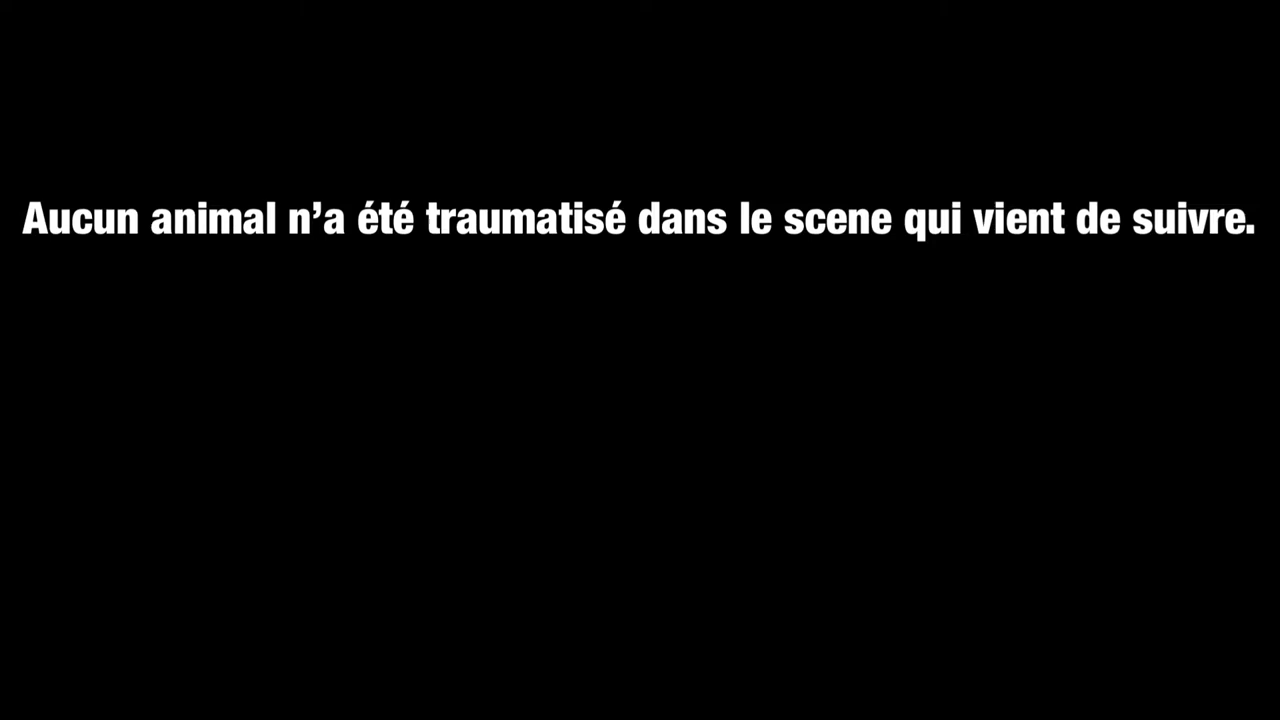 Aucun animal n’a été traumatisé dans le scene qui vient de suivre.